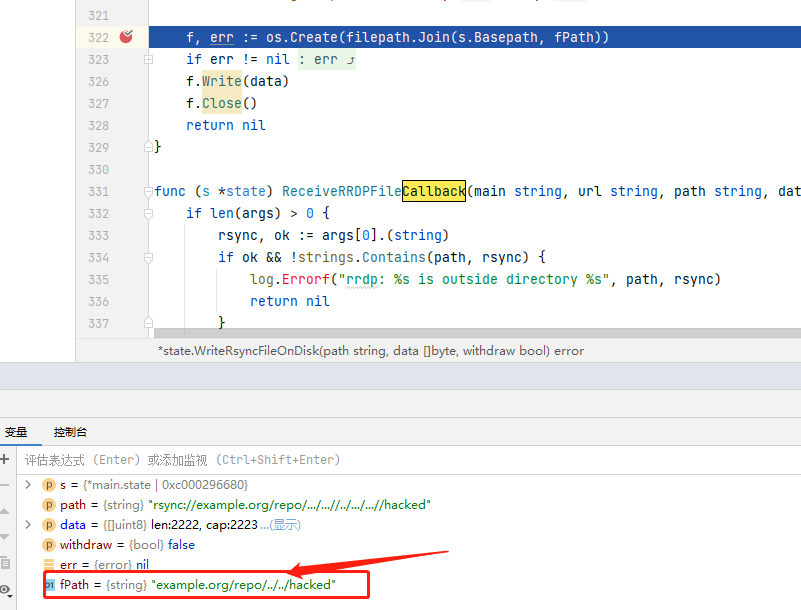 321
322 f, err := os.Create(filepath.Join(s.Basepath, fPath))
323 if err != nil : err ⤴
326 f.Write(data)
327 f.Close()
328 return nil
329 }
330
331 func (s *state) ReceiveRRDPFileCallback(main string, url string, path string, dat
332 if len(args) > 0 {
333 rsync, ok := args[0].(string)
334 if ok && !strings.Contains(path, rsync) {
335 log.Errorf("rrdp: %s is outside directory %s", path, rsync)
336 return nil
337 }
*state.WriteRsyncFileOnDisk(path string, data []byte, withdraw bool) error
变量 控制台
评估表达式 (Enter) 或添加监视 (Ctrl+Shift+Enter)
s = {*main.state | 0xc000296680}
path = {string} "rsync://example.org/repo/.../...//../.../...//hacked"
data = {[]uint8} len:2222, cap:2223 ...(显示)
withdraw = {bool} false
err = {error} nil
fPath = {string} "example.org/repo/../../hacked"